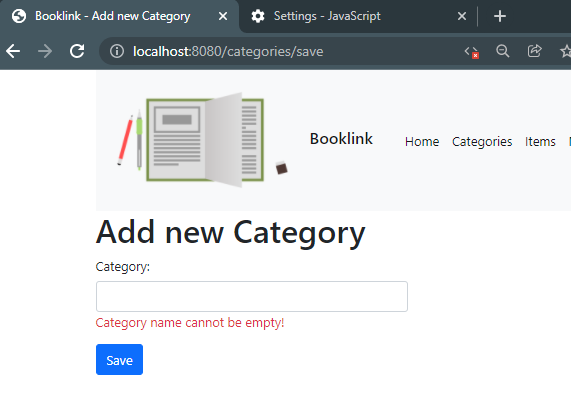 Booklink - Add new Category
Settings - JavaScript
localhost:8080/categories/save
Booklink
Home Categories Items
Add new Category
Category:
Category name cannot be empty!
Save